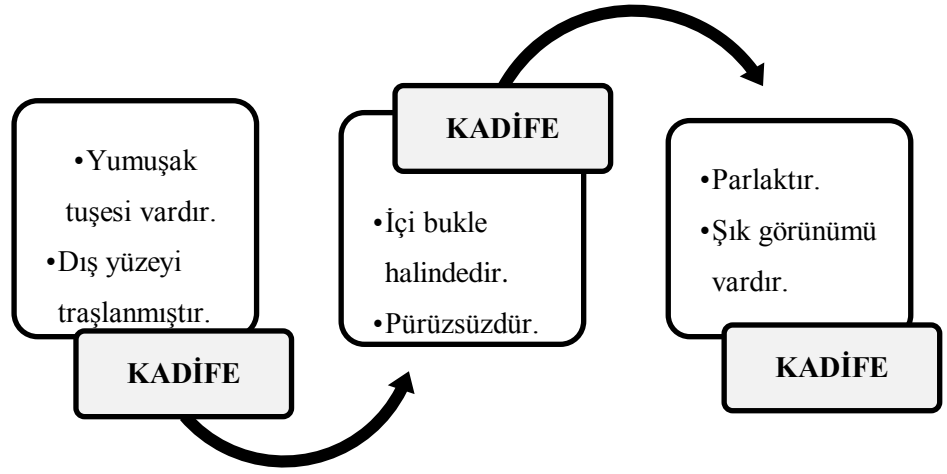 •Yumuşak
tuşesi vardır.
•Dış yüzeyi
traşlanmıştır.
KADİFE
KADİFE
•İçi bukle
halindedir.
•Pürüzsüzdür.
•Parlaktır.
•Şık görünümü
vardır.
KADİFE